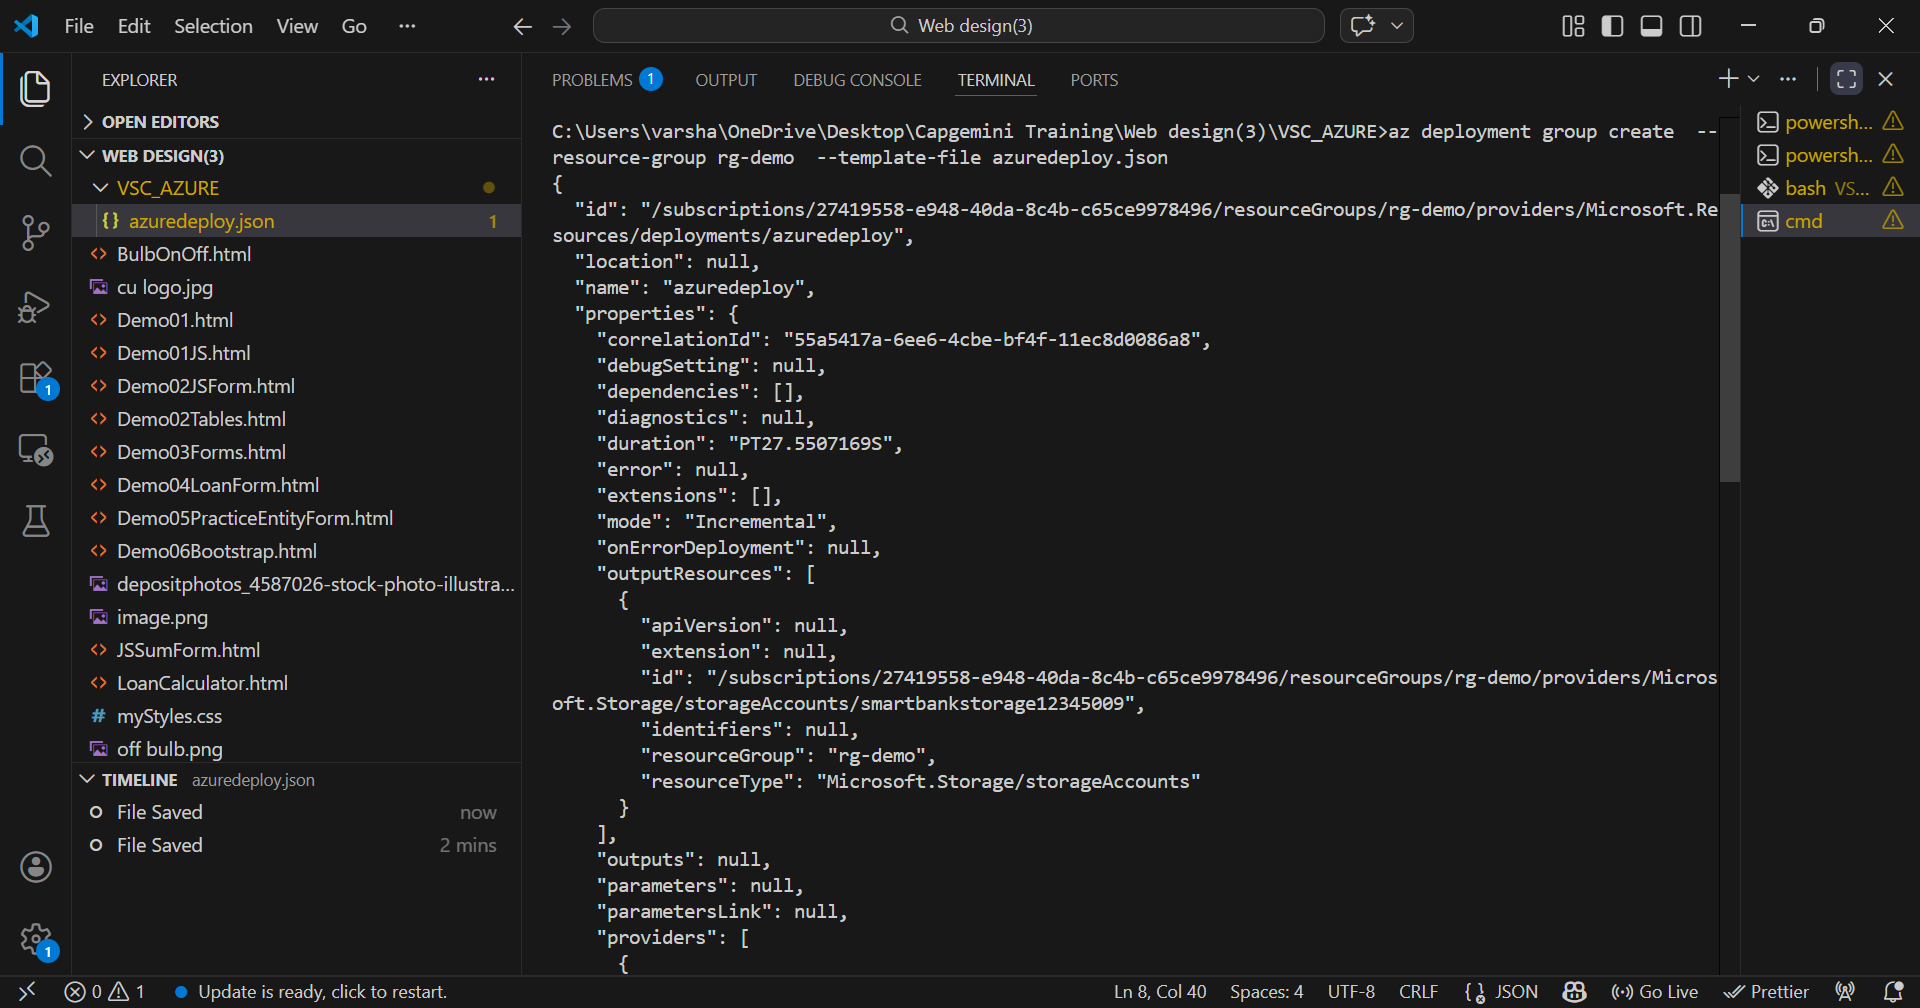 File Edit Selection View Go ··· Web design(3)
EXPLORER ···
OPEN EDITORS
WEB DESIGN(3)
VSC_AZURE
{} azuredeploy.json 1
<> BulbOnOff.html
cu logo.jpg
<> Demo01.html
<> Demo01JS.html
<> Demo02JSForm.html
<> Demo02Tables.html
<> Demo03Forms.html
<> Demo04LoanForm.html
<> Demo05PracticeEntityForm.html
<> Demo06Bootstrap.html
depositphotos_4587026-stock-photo-illustra...
image.png
<> JSSumForm.html
<> LoanCalculator.html
# myStyles.css
off bulb.png
TIMELINE azuredeploy.json
File Saved now
File Saved 2 mins
1
1
PROBLEMS 1 OUTPUT DEBUG CONSOLE TERMINAL PORTS
C:\Users\varsha\OneDrive\Desktop\Capgemini Training\Web design(3)\VSC_AZURE>az deployment group create  --
resource-group rg-demo  --template-file azuredeploy.json
{
  "id": "/subscriptions/27419558-e948-40da-8c4b-c65ce9978496/resourceGroups/rg-demo/providers/Microsoft.Re
sources/deployments/azuredeploy",
  "location": null,
  "name": "azuredeploy",
  "properties": {
    "correlationId": "55a5417a-6ee6-4cbe-bf4f-11ec8d0086a8",
    "debugSetting": null,
    "dependencies": [],
    "diagnostics": null,
    "duration": "PT27.5507169S",
    "error": null,
    "extensions": [],
    "mode": "Incremental",
    "onErrorDeployment": null,
    "outputResources": [
      {
        "apiVersion": null,
        "extension": null,
        "id": "/subscriptions/27419558-e948-40da-8c4b-c65ce9978496/resourceGroups/rg-demo/providers/Micros
oft.Storage/storageAccounts/smartbankstorage12345009",
        "identifiers": null,
        "resourceGroup": "rg-demo",
        "resourceType": "Microsoft.Storage/storageAccounts"
      }
    ],
    "outputs": null,
    "parameters": null,
    "parametersLink": null,
    "providers": [
      {
powersh...
powersh...
bash VS...
cmd
0 1 Update is ready, click to restart. Ln 8, Col 40 Spaces: 4 UTF-8 CRLF {} JSON Go Live Prettier